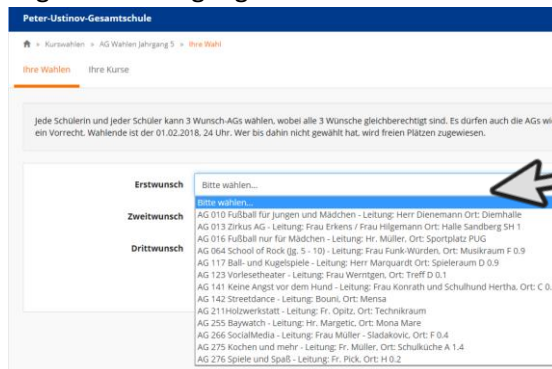 Peter-Ustinov-Gesamtschule
» Kurswahlen » AG Wahlen Jahrgang 5 » Ihre Wahl
Ihre Wahlen Ihre Kurse
Jede Schülerin und jeder Schüler kann 3 Wunsch-AGs wählen, wobei alle 3 Wünsche gleichberechtigt sind. Es dürfen auch die AGs
ein Vorrecht. Wahlende ist der 01.02.2018, 24 Uhr. Wer bis dahin nicht gewählt hat, wird freien Plätzen zugewiesen.
Erstwunsch Bitte wählen...
Bitte wählen...
Zweitwunsch AG 010 Fußball für Jungen und Mädchen - Leitung: Herr Dienemann Ort: Diemhalle
AG 013 Zirkus AG - Leitung: Frau Erkens / Frau Hilgemann Ort: Halle Sandberg SH 1
AG 016 Fußball nur für Mädchen - Leitung: Hr. Müller, Ort: Sportplatz PUG
Drittwunsch AG 064 School of Rock (Jg. 5 - 10) - Leitung: Frau Funk-Würden, Ort: Musikraum F 0.9
AG 117 Ball- und Kugelspiele - Leitung: Herr Marquardt Ort: Spieleraum D 0.9
AG 123 Vorlesetheater - Leitung: Frau Werntgen, Ort: Treff D 0.1
AG 141 Keine Angst vor dem Hund - Leitung: Frau Konrath und Schulhund Hertha, Ort: C 0.
AG 142 Streetdance - Leitung: Bouni, Ort: Mensa
AG 211Holzwerkstatt - Leitung: Fr. Opitz, Ort: Technikraum
AG 255 Baywatch - Leitung: Hr. Margetic, Ort: Mona Mare
AG 266 SocialMedia - Leitung: Frau Müller - Sladakovic, Ort: F 0.4
AG 275 Kochen und mehr - Leitung: Fr. Müller, Ort: Schulküche A 1.4
AG 276 Spiele und Spaß - Leitung: Fr. Pick, Ort: H 0.2